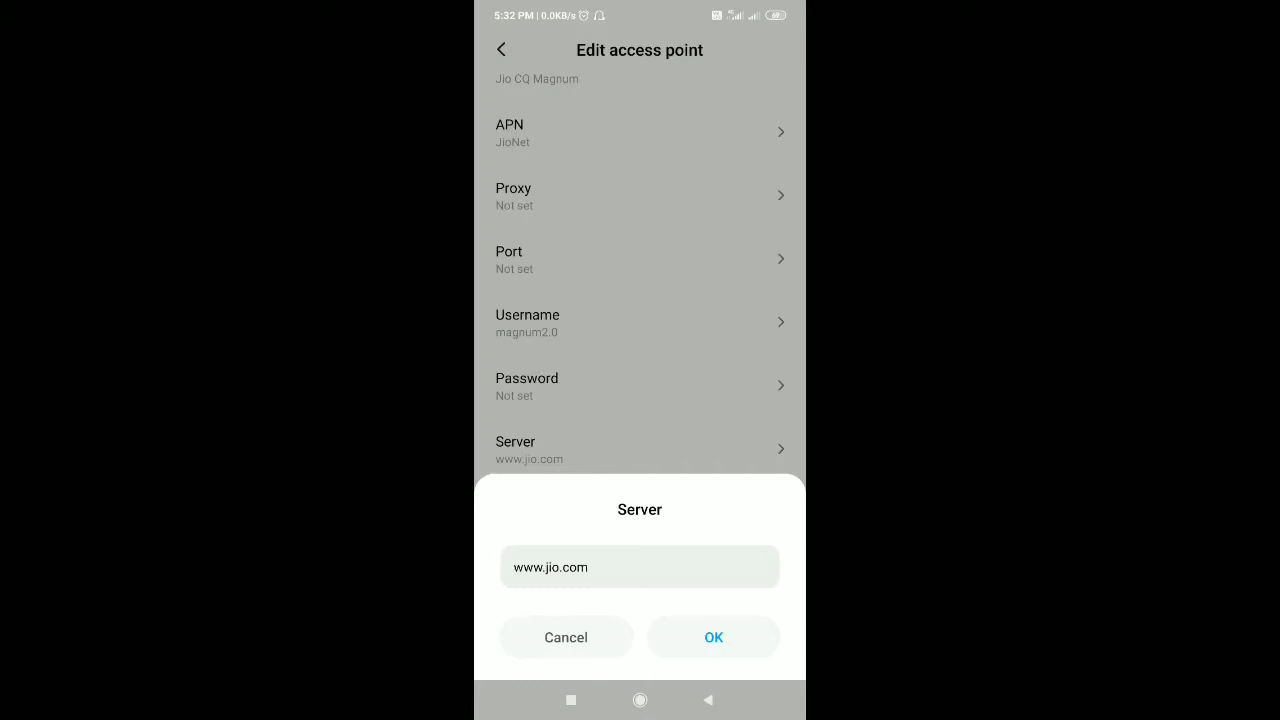 5:32 PM | 0.0KB/s
Edit access point
Jio CQ Magnum
APN
JioNet
Proxy
Not set
Port
Not set
Username
magnum2.0
Password
Not set
Server
www.jio.com
Server
www.jio.com
Cancel
OK